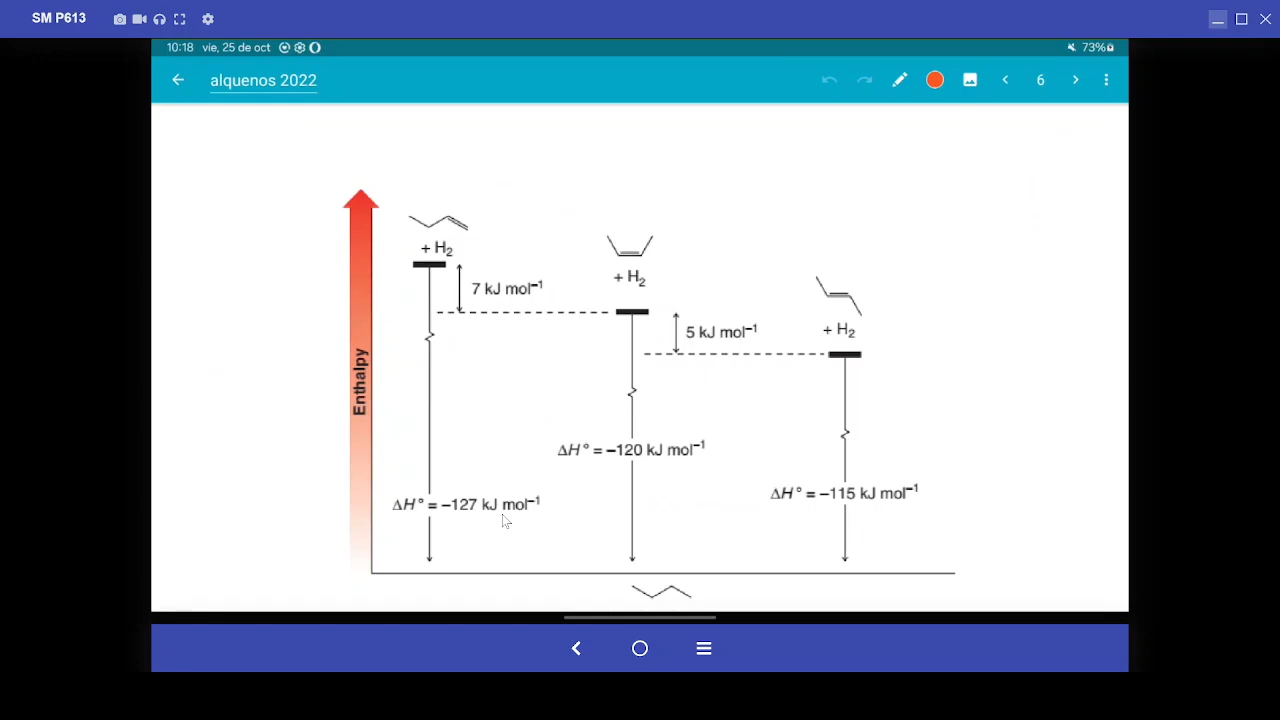 SM P613
10:18 vie, 25 de oct
73%
alquenos 2022
6
+ H₂
7 kJ mol⁻¹
+ H₂
5 kJ mol⁻¹
+ H₂
Enthalpy
ΔH° = −120 kJ mol⁻¹
ΔH° = −115 kJ mol⁻¹
ΔH° = −127 kJ mol⁻¹